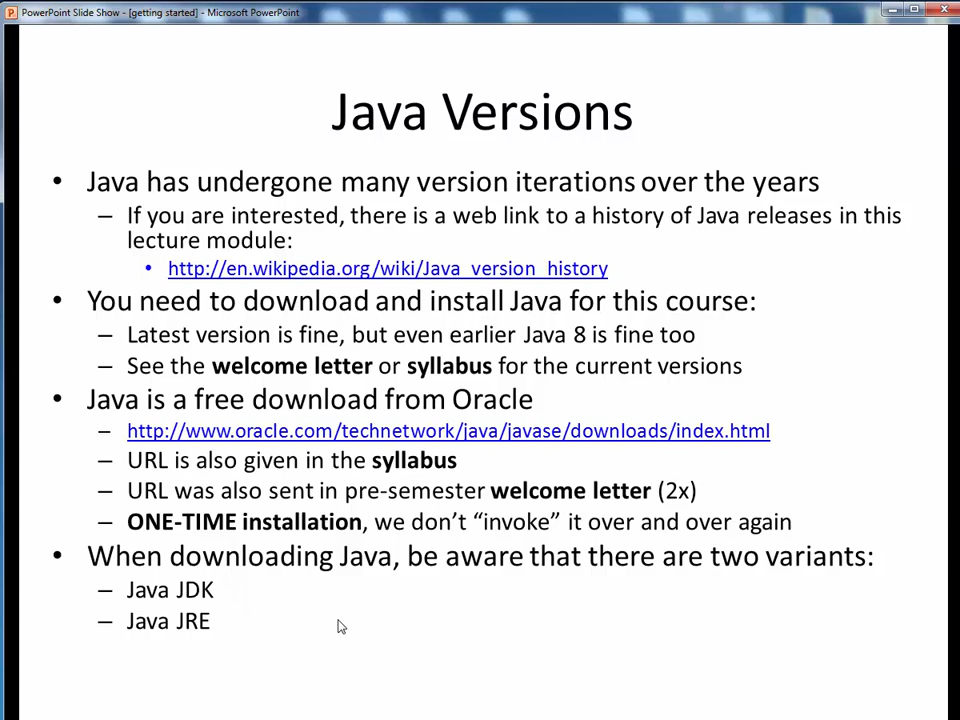 PowerPoint Slide Show - [getting started] - Microsoft PowerPoint
Java Versions
• Java has undergone many version iterations over the years
– If you are interested, there is a web link to a history of Java releases in this
lecture module:
• http://en.wikipedia.org/wiki/Java_version_history
• You need to download and install Java for this course:
– Latest version is fine, but even earlier Java 8 is fine too
– See the welcome letter or syllabus for the current versions
• Java is a free download from Oracle
– http://www.oracle.com/technetwork/java/javase/downloads/index.html
– URL is also given in the syllabus
– URL was also sent in pre-semester welcome letter (2x)
– ONE-TIME installation, we don’t “invoke” it over and over again
• When downloading Java, be aware that there are two variants:
– Java JDK
– Java JRE